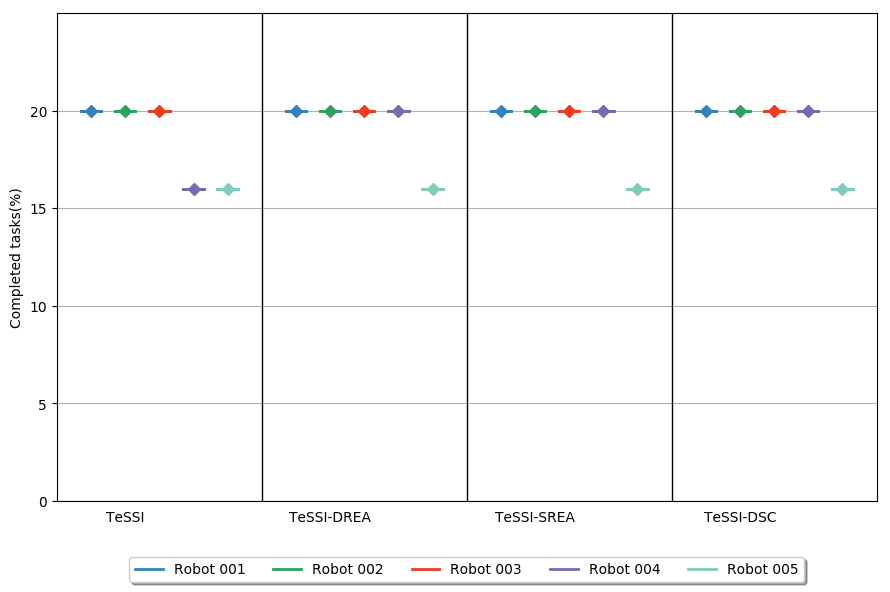 Completed tasks(%)
20
15
10
5
0
TeSSI TeSSI-DREA TeSSI-SREA TeSSI-DSC
Robot 001 Robot 002 Robot 003 Robot 004 Robot 005